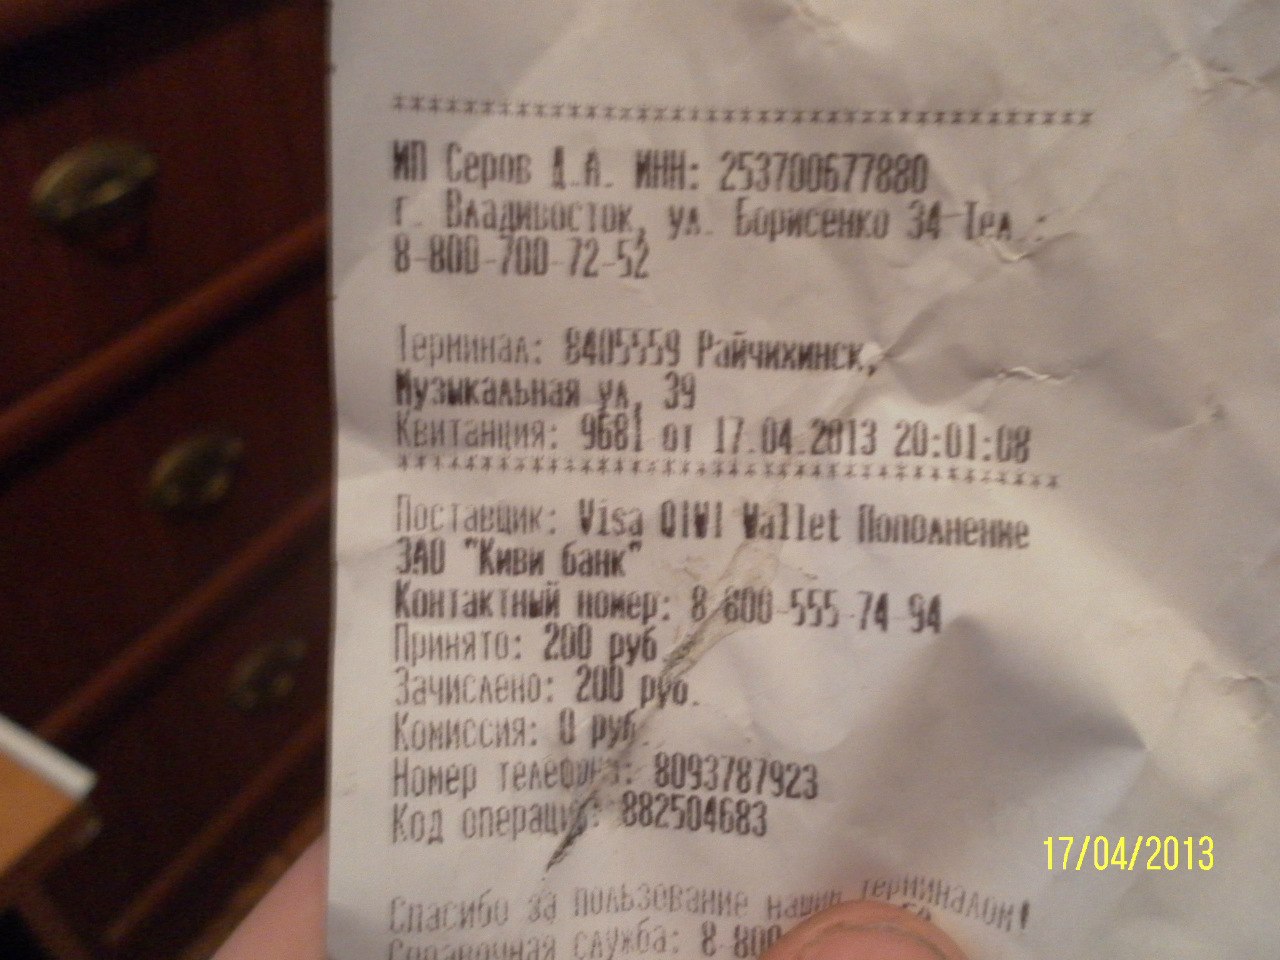 ************************************
ИП Серов Д.А. ИНН: 253700677880
г. Владивосток, ул. Борисенко 34 Тел.:
8-800-700-72-52
Терминал: 8405559 Райчихинск,
Музыкальная ул, 39
Квитанция: 9681 от 17.04.2013 20:01:08
************************************
Поставщик: Visa QIWI Wallet Пополнение
ЗАО "Киви банк"
Контактный номер: 8-800-555-74-94
Принято: 200 руб.
Зачислено: 200 руб.
Комиссия: 0 руб.
Номер телефона: 8093787923
Код операции: 882504683
Спасибо за пользование нашим терминалом!
Справочная служба: 8-800
17/04/2013